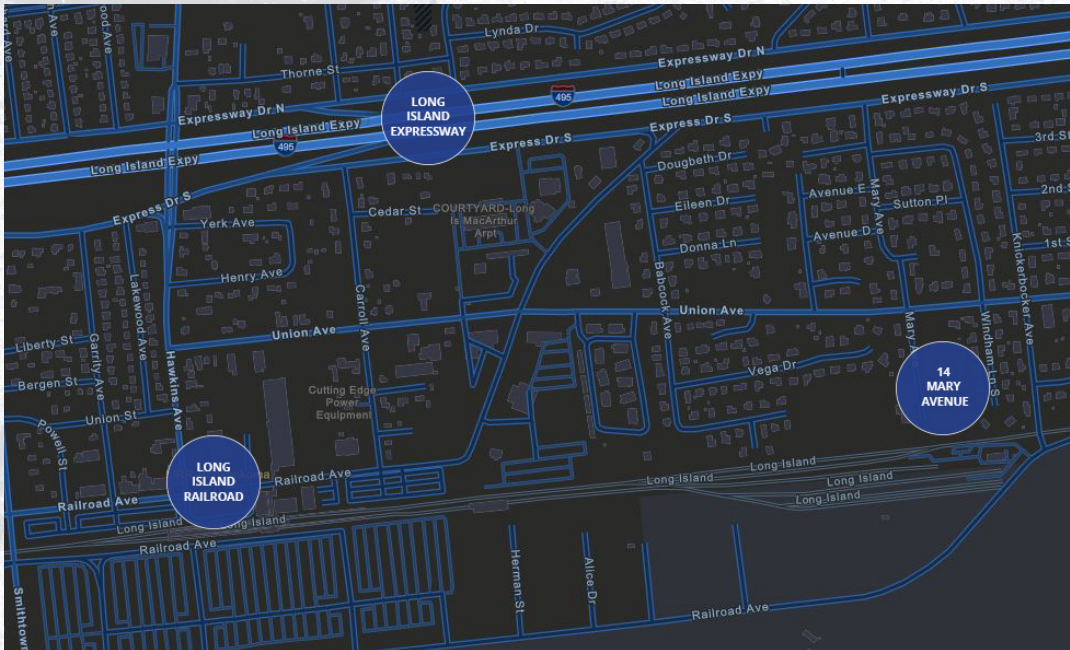 Lynda Dr
Expressway Dr N
Thorne St
Long Island Expy
Long Island Expy
495
LONG
ISLAND
EXPRESSWAY
Expressway Dr N
Long Island Expy
495
Expressway Dr S
Express Dr S
Express Dr S
3rd St
Long Island Expy
Dougbeth Dr
Avenue E
Mary Ave
2nd S
Sutton Pl
Eileen Dr
Express Dr S
Cedar St
COURTYARD-Long
Is MacArthur
Arpt
Yerk Ave
Avenue D
1st S
Donna Ln
Knickerbocker Ave
Henry Ave
Babcock Ave
Lakewood Ave
Carroll Ave
Union Ave
Union Ave
Liberty St
Garrity Ave
Hawkins Ave
Mary A
Windham Ln S
Bergen St
Vega Dr
14
MARY
AVENUE
Cutting Edge
Power
Equipment
Union St
Powell St
LONG
ISLAND
RAILROAD
Railroad Ave
Railroad Ave
Long Island
Long Island
Long Island
Long Island
Long Island
Island
Railroad Ave
Herman St
Alice Dr
Railroad Ave
Smithtown